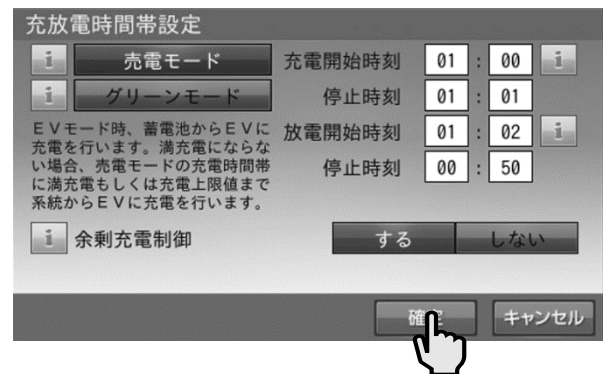 充放電時間帯設定
i 売電モード 充電開始時刻 01 : 00 i
i グリーンモード 停止時刻 01 : 01
EVモード時、蓄電池からEVに
充電を行います。満充電にならな
い場合、売電モードの充電時間帯
に満充電もしくは充電上限値まで
系統からEVに充電を行います。
放電開始時刻 01 : 02 i
停止時刻 00 : 50
i 余剰充電制御 する しない
確定 キャンセル